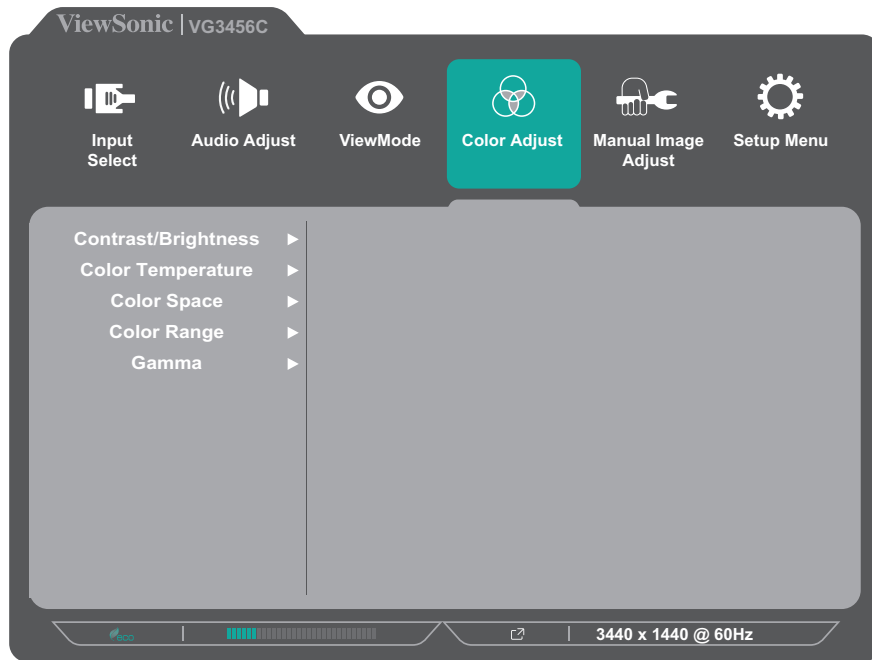 ViewSonic | VG3456C
Input Select
Audio Adjust
ViewMode
Color Adjust
Manual Image Adjust
Setup Menu
Contrast/Brightness
Color Temperature
Color Space
Color Range
Gamma
eco
3440 x 1440 @ 60Hz